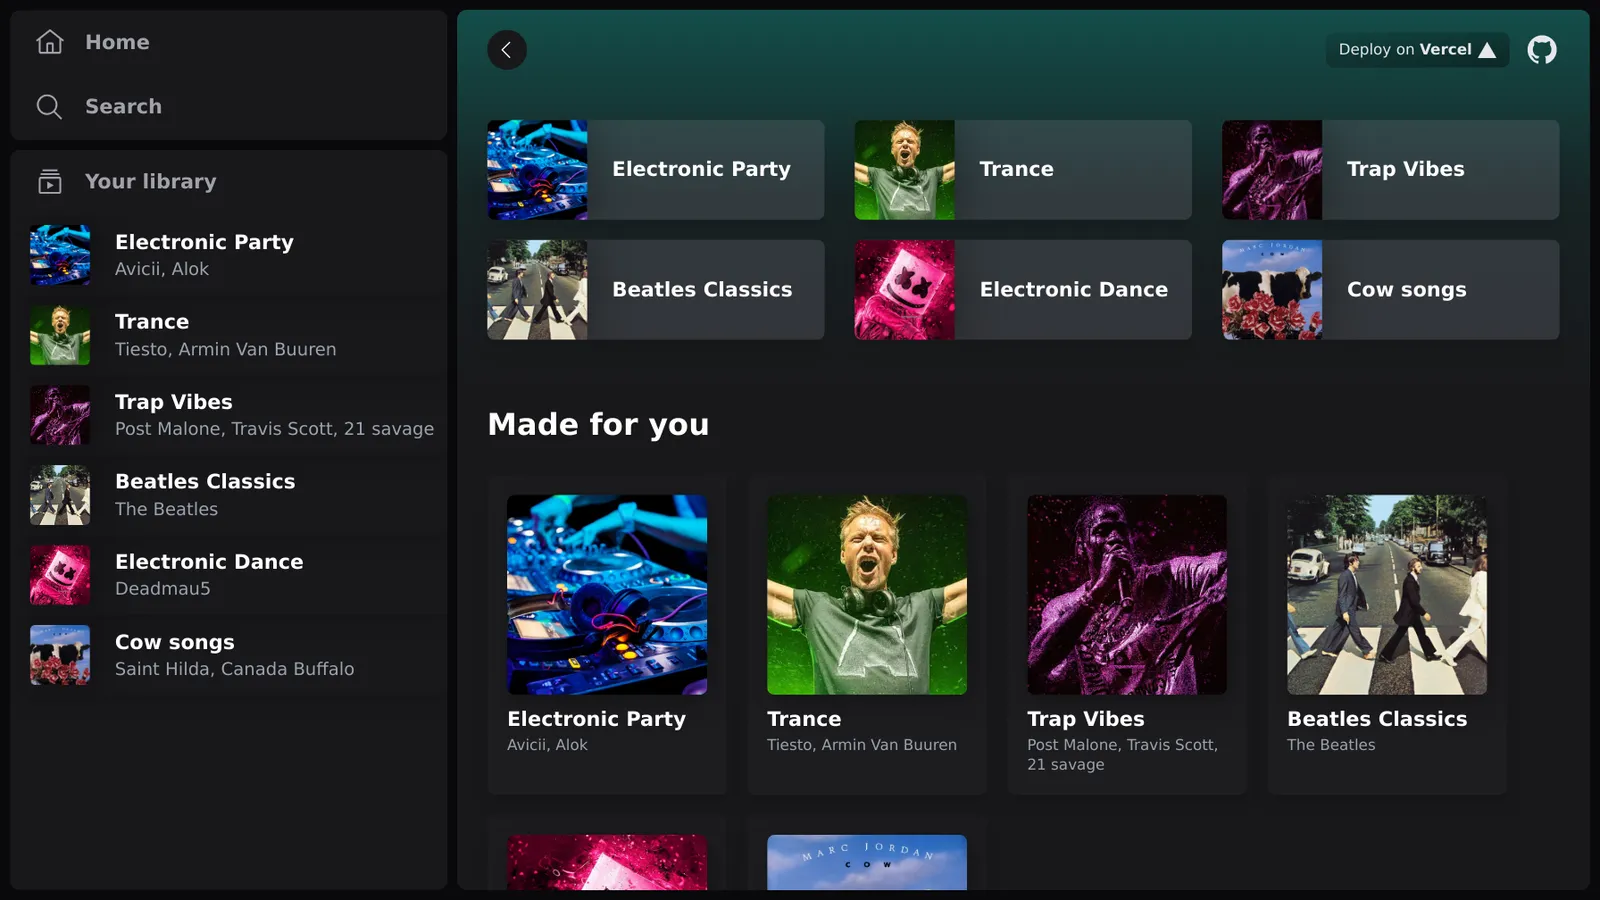 Home
Search
Your library
Electronic Party
Avicii, Alok
Trance
Tiesto, Armin Van Buuren
Trap Vibes
Post Malone, Travis Scott, 21 savage
Beatles Classics
The Beatles
Electronic Dance
Deadmau5
Cow songs
Saint Hilda, Canada Buffalo
Deploy on Vercel
Electronic Party
Trance
Trap Vibes
Beatles Classics
Electronic Dance
MARC JORDAN
COW
Cow songs
Made for you
Electronic Party
Avicii, Alok
Trance
Tiesto, Armin Van Buuren
Trap Vibes
Post Malone, Travis Scott,
21 savage
Beatles Classics
The Beatles
MARC JORDAN
COW